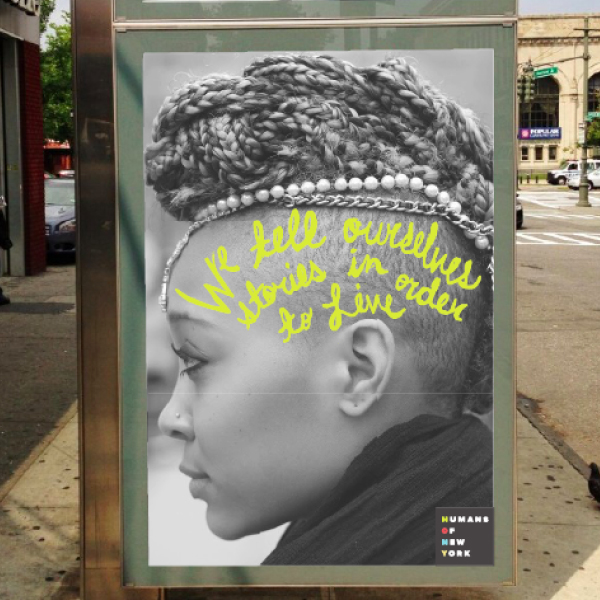 We tell ourselves
stories in order
to Live
HUMANS
OF
NEW
YORK
POPULAR